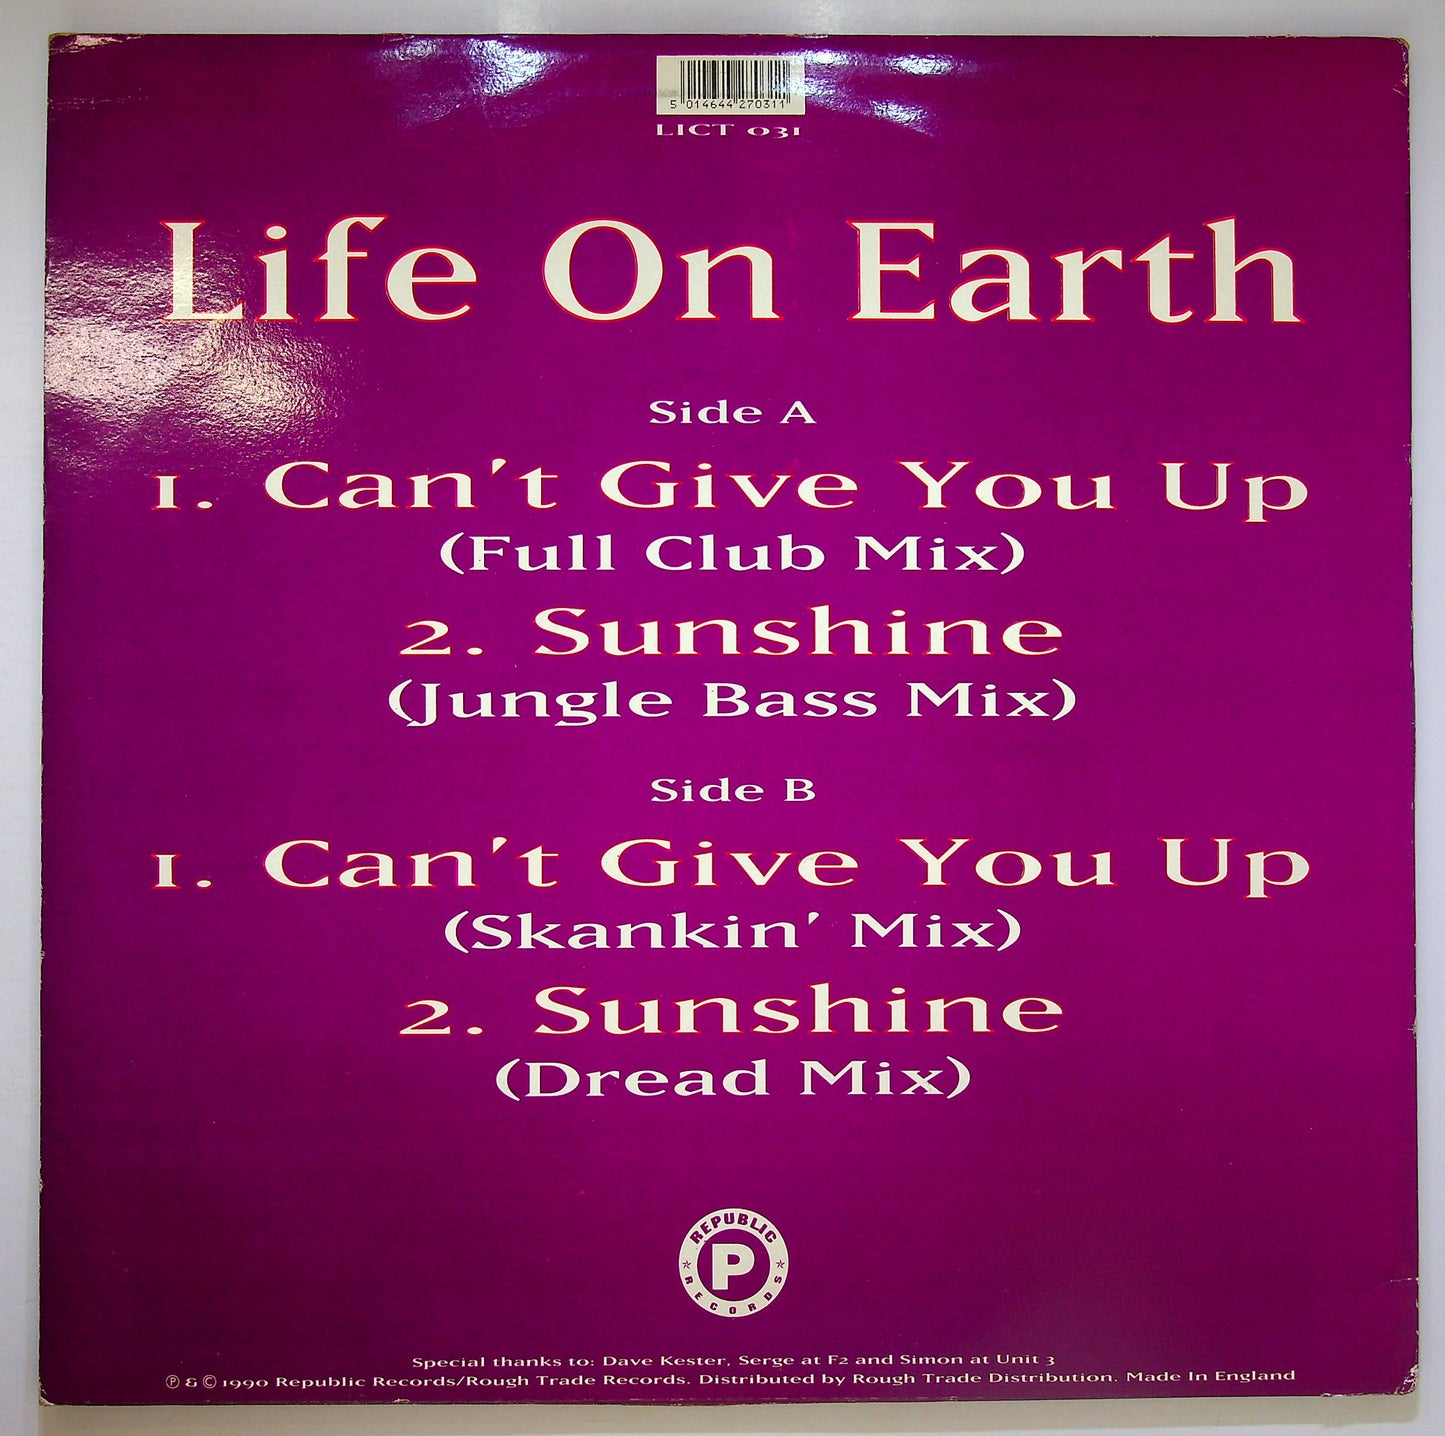 5 014644 270311
LICT 031
Life On Earth
Side A
1. Can't Give You Up
(Full Club Mix)
2. Sunshine
(Jungle Bass Mix)
Side B
1. Can't Give You Up
(Skankin' Mix)
2. Sunshine
(Dread Mix)
REPUBLIC
P
RECORDS
Special thanks to: Dave Kester, Serge at F2 and Simon at Unit 3
℗ & © 1990 Republic Records/Rough Trade Records. Distributed by Rough Trade Distribution. Made In England